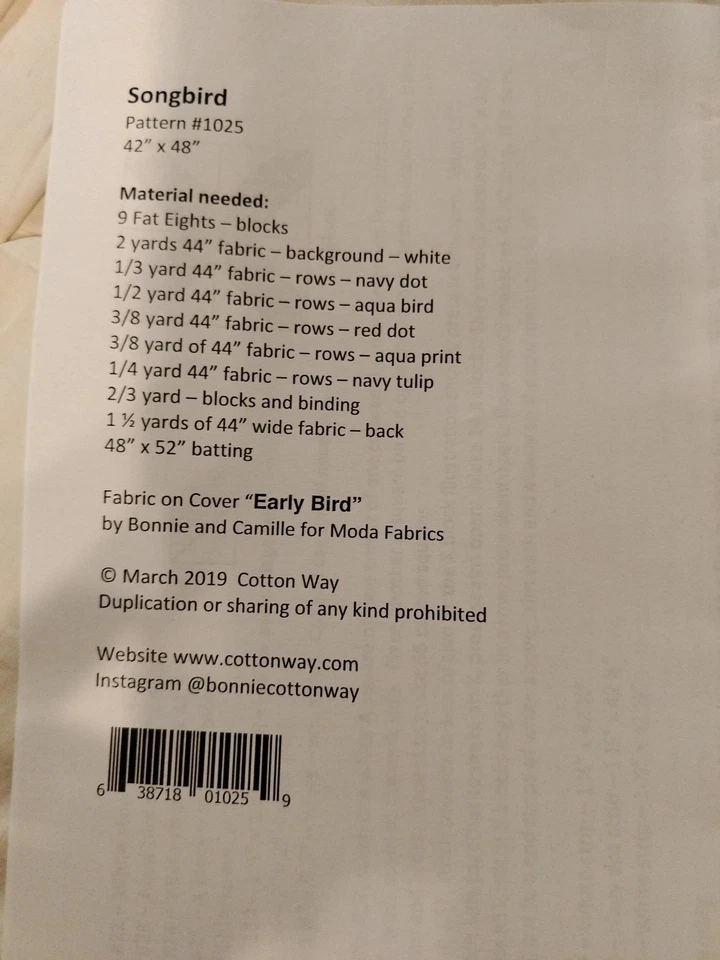 Songbird
Pattern #1025
42” x 48”
Material needed:
9 Fat Eights – blocks
2 yards 44” fabric – background – white
1/3 yard 44” fabric – rows – navy dot
1/2 yard 44” fabric – rows – aqua bird
3/8 yard 44” fabric – rows – red dot
3/8 yard of 44” fabric – rows – aqua print
1/4 yard 44” fabric – rows – navy tulip
2/3 yard – blocks and binding
1 ½ yards of 44” wide fabric – back
48” x 52” batting
Fabric on Cover “Early Bird”
by Bonnie and Camille for Moda Fabrics
© March 2019 Cotton Way
Duplication or sharing of any kind prohibited
Website www.cottonway.com
Instagram @bonniecottonway
6 38718 01025 9